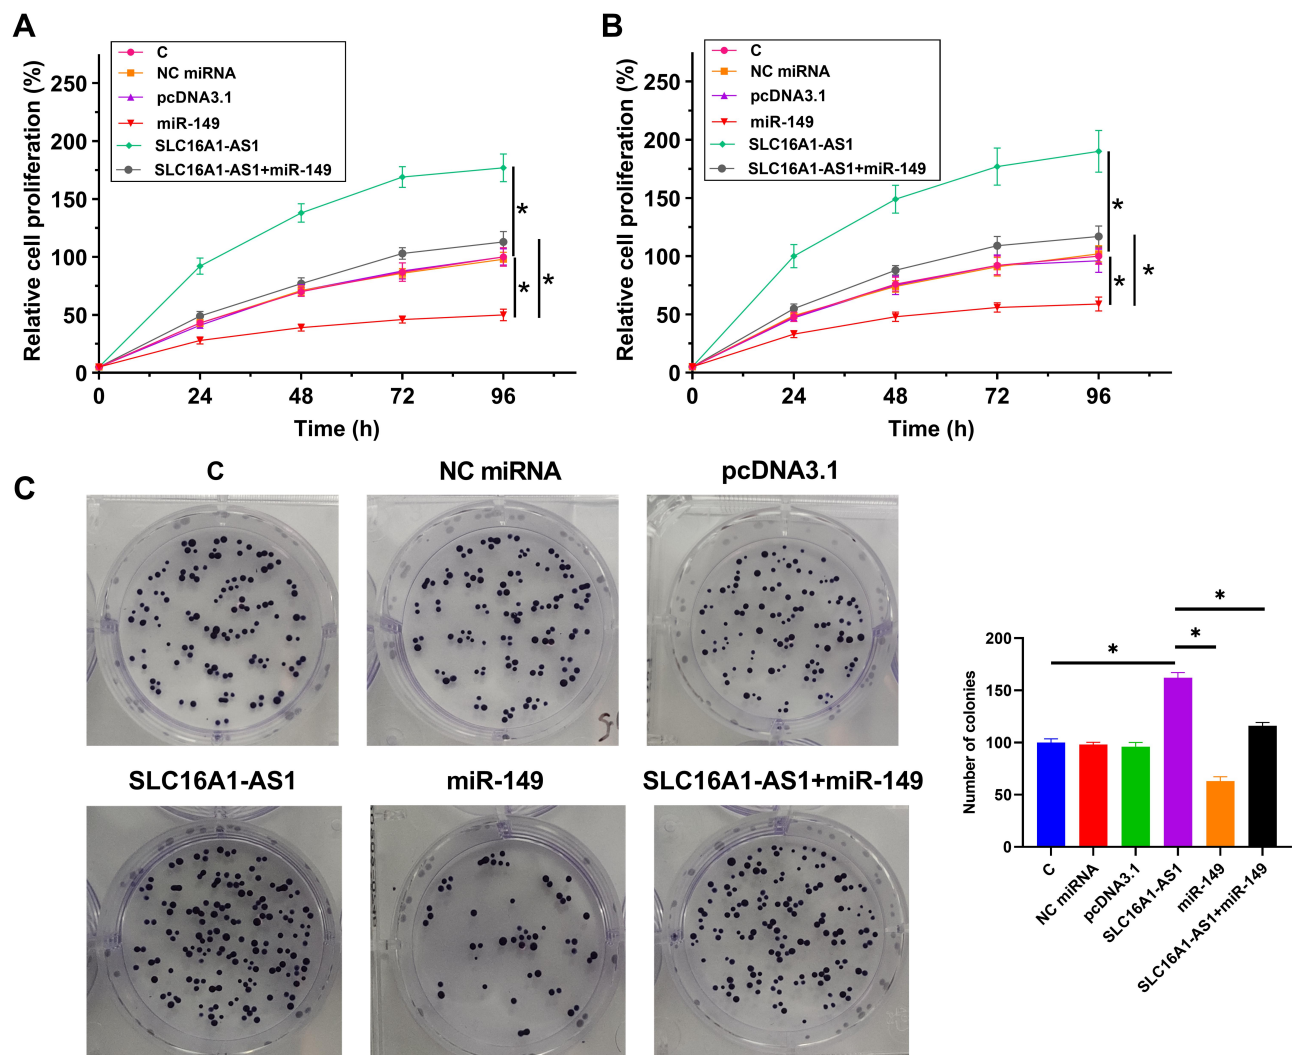 A
C
NC miRNA
pcDNA3.1
miR-149
SLC16A1-AS1
SLC16A1-AS1+miR-149
Relative cell proliferation (%)
250
200
150
100
50
0
*
*
*
0 24 48 72 96
Time (h)
B
C
NC miRNA
pcDNA3.1
miR-149
SLC16A1-AS1
SLC16A1-AS1+miR-149
Relative cell proliferation (%)
250
200
150
100
50
0
*
*
*
0 24 48 72 96
Time (h)
C
C NC miRNA pcDNA3.1
SLC16A1-AS1 miR-149 SLC16A1-AS1+miR-149
Number of colonies
200
150
100
50
0
*
*
*
C
NC miRNA
pcDNA3.1
SLC16A1-AS1
miR-149
SLC16A1-AS1+miR-149